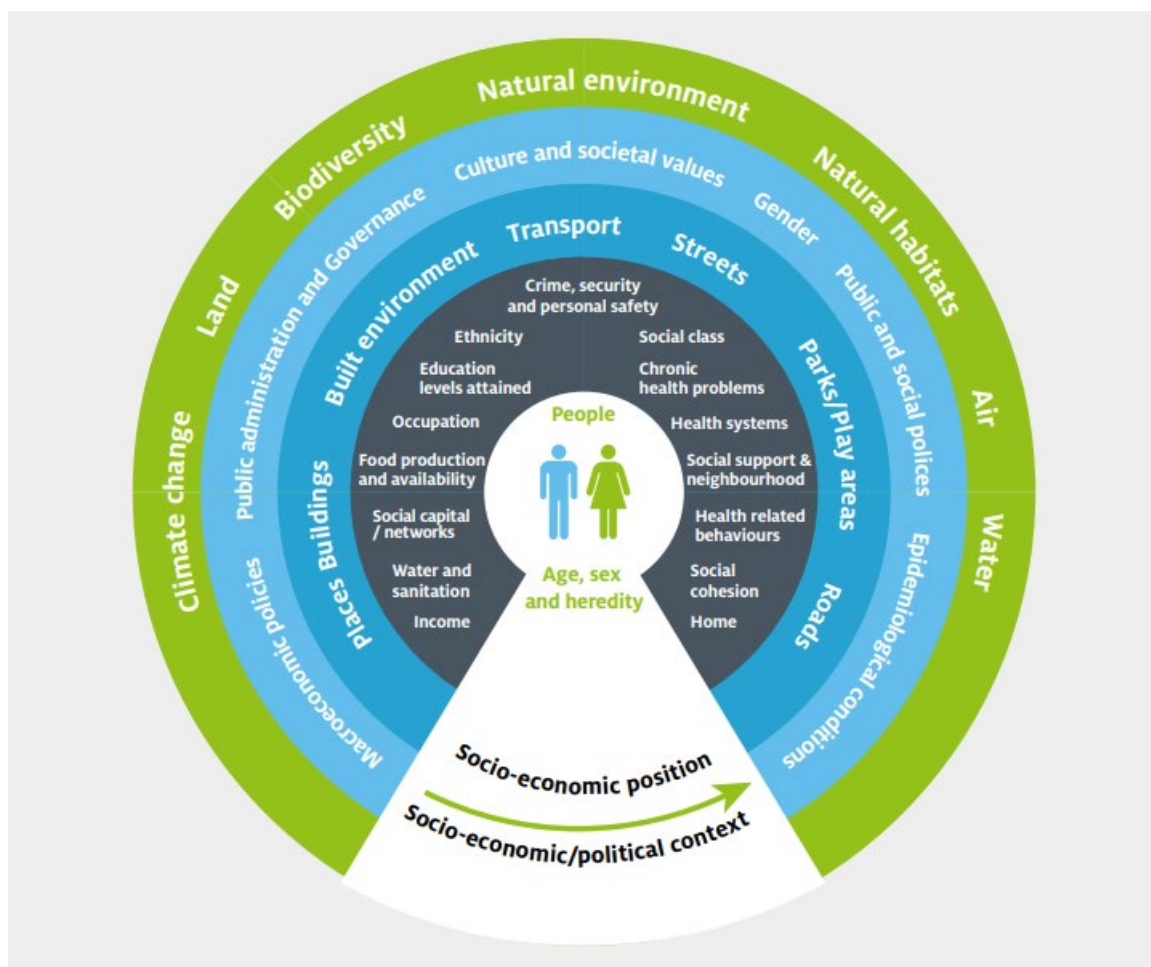 Natural environment
Biodiversity
Natural habitats
Land
Air
Climate change
Water
Culture and societal values
Public administration and Governance
Gender
Public and social polices
Macroeconomic policies
Epidemiological conditions
Transport
Built environment
Streets
Parks/Play areas
Buildings
Places
Roads
Crime, security
and personal safety
Ethnicity
Social class
Education
levels attained
Chronic
health problems
Occupation
Health systems
Food production
and availability
Social support &
neighbourhood
Social capital
/ networks
Health related
behaviours
Water and
sanitation
Social
cohesion
Income
Home
People
Age, sex
and heredity
Socio-economic position
Socio-economic/political context